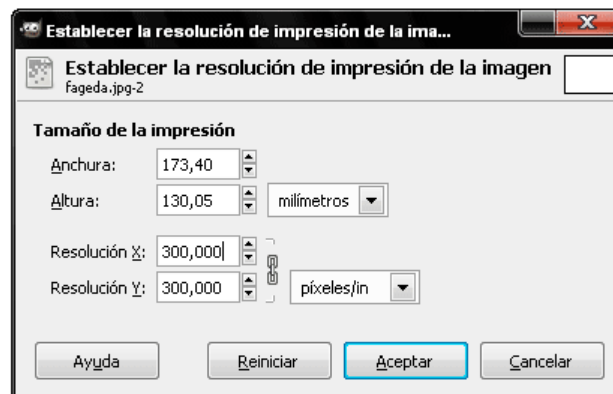 Establecer la resolución de impresión de la ima...
Establecer la resolución de impresión de la imagen
fageda.jpg-2
Tamaño de la impresión
Anchura: 173,40
Altura: 130,05 milímetros
Resolución X: 300,000
Resolución Y: 300,000 píxeles/in
Ayuda Reiniciar Aceptar Cancelar